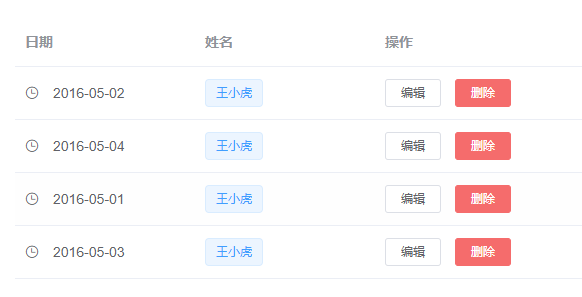 日期 姓名 操作
2016-05-02 王小虎 编辑 删除
2016-05-04 王小虎 编辑 删除
2016-05-01 王小虎 编辑 删除
2016-05-03 王小虎 编辑 删除